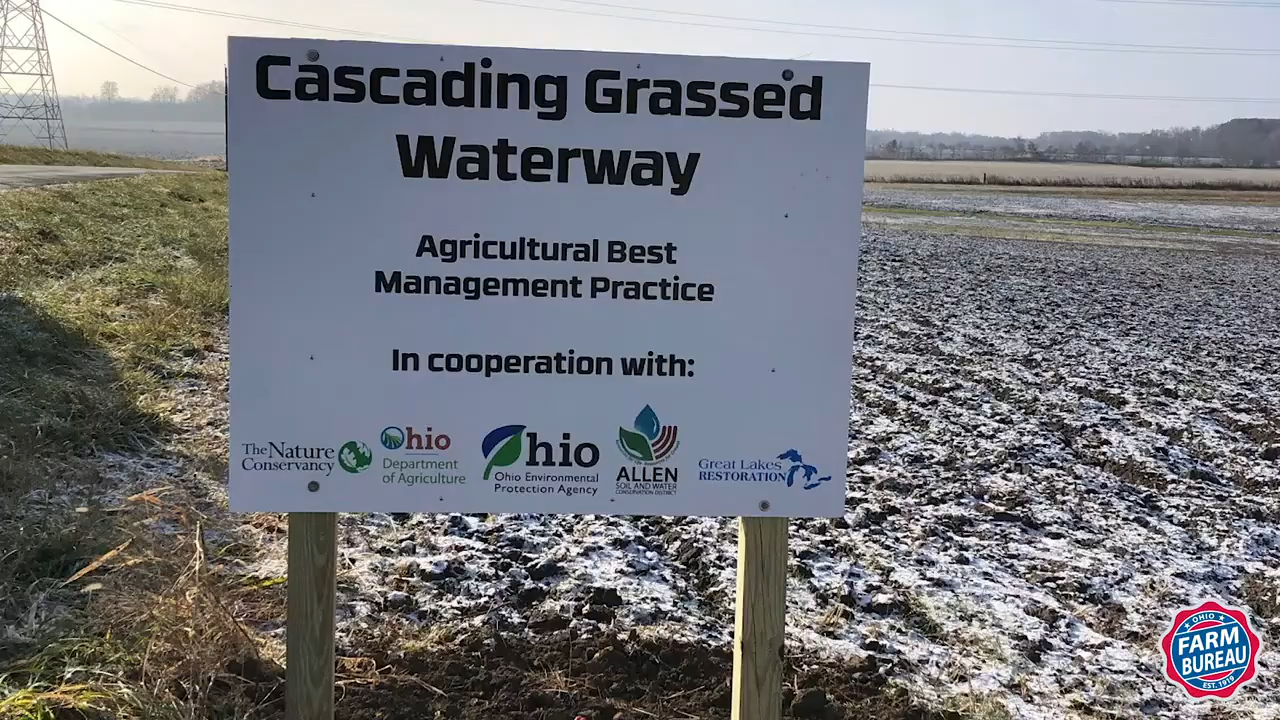 Cascading Grassed
Waterway
Agricultural Best
Management Practice
In cooperation with:
The Nature
Conservancy
Ohio
Department
of Agriculture
Ohio
Ohio Environmental
Protection Agency
ALLEN
SOIL AND WATER
CONSERVATION DISTRICT
Great Lakes
RESTORATION
OHIO
FARM
BUREAU
EST. 1919